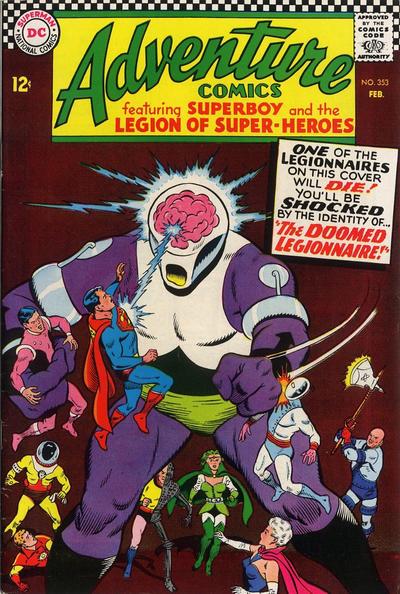 SUPERMAN
DC
NATIONAL COMICS
12¢
Adventure
COMICS
featuring SUPERBOY and the
LEGION OF SUPER-HEROES
APPROVED
BY THE
COMICS
CODE
AUTHORITY
NO. 353
FEB.
ONE OF THE
LEGIONNAIRES
ON THIS COVER
WILL DIE!
YOU'LL BE
SHOCKED
BY THE IDENTITY OF...
"The DOOMED
LEGIONNAIRE!"